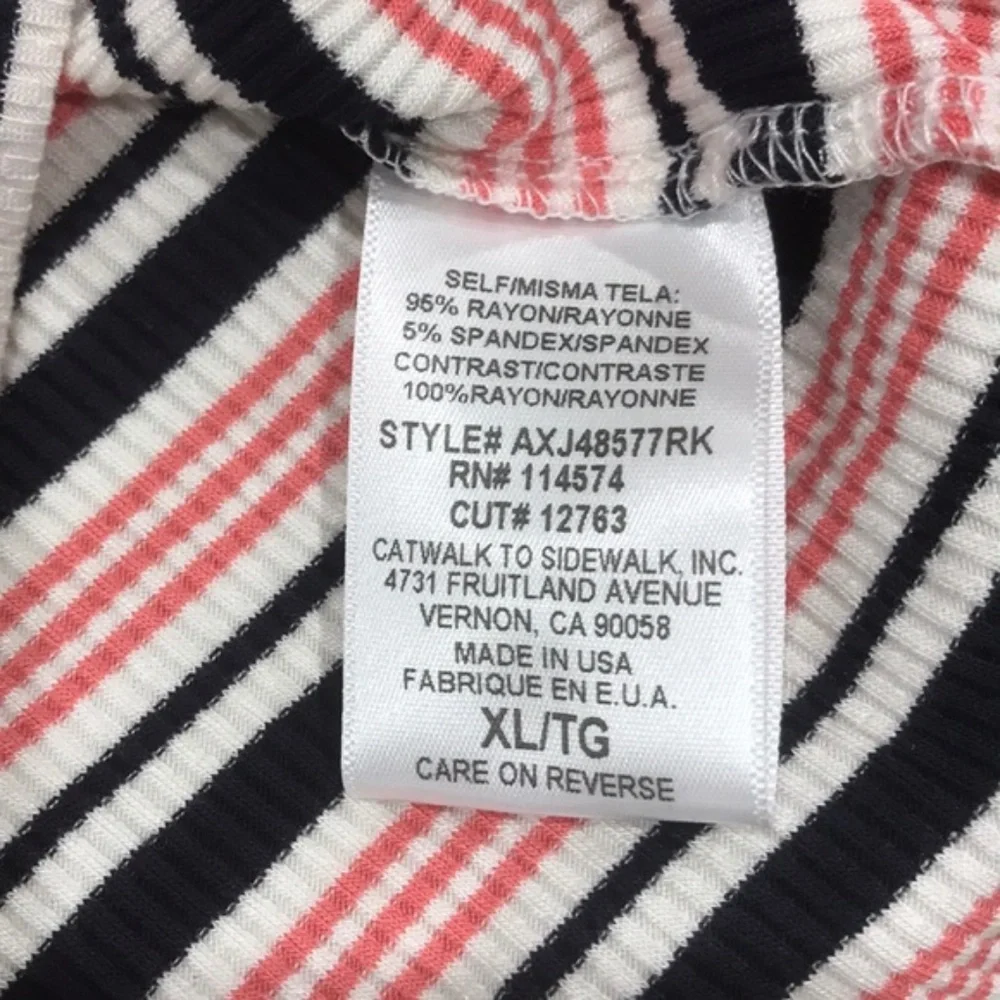 SELF/MISMA TELA:
95% RAYON/RAYONNE
5% SPANDEX/SPANDEX
CONTRAST/CONTRASTE
100%RAYON/RAYONNE
STYLE# AXJ48577RK
RN# 114574
CUT# 12763
CATWALK TO SIDEWALK, INC.
4731 FRUITLAND AVENUE
VERNON, CA 90058
MADE IN USA
FABRIQUE EN E.U.A.
XL/TG
CARE ON REVERSE